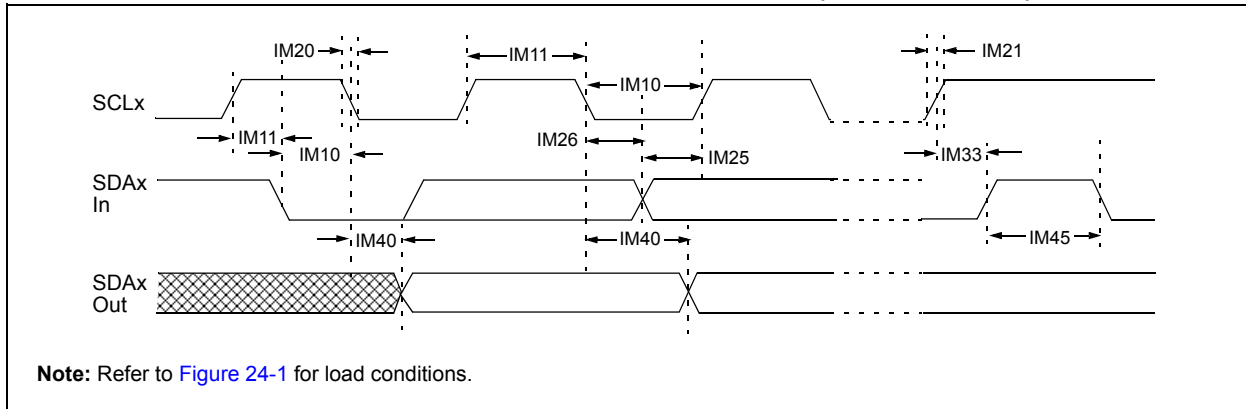 IM20
IM11
IM21
IM10
SCLx
IM11
IM26
IM10
IM25
IM33
SDAx
In
IM40
IM40
IM45
SDAx
Out
Note: Refer to Figure 24-1 for load conditions.